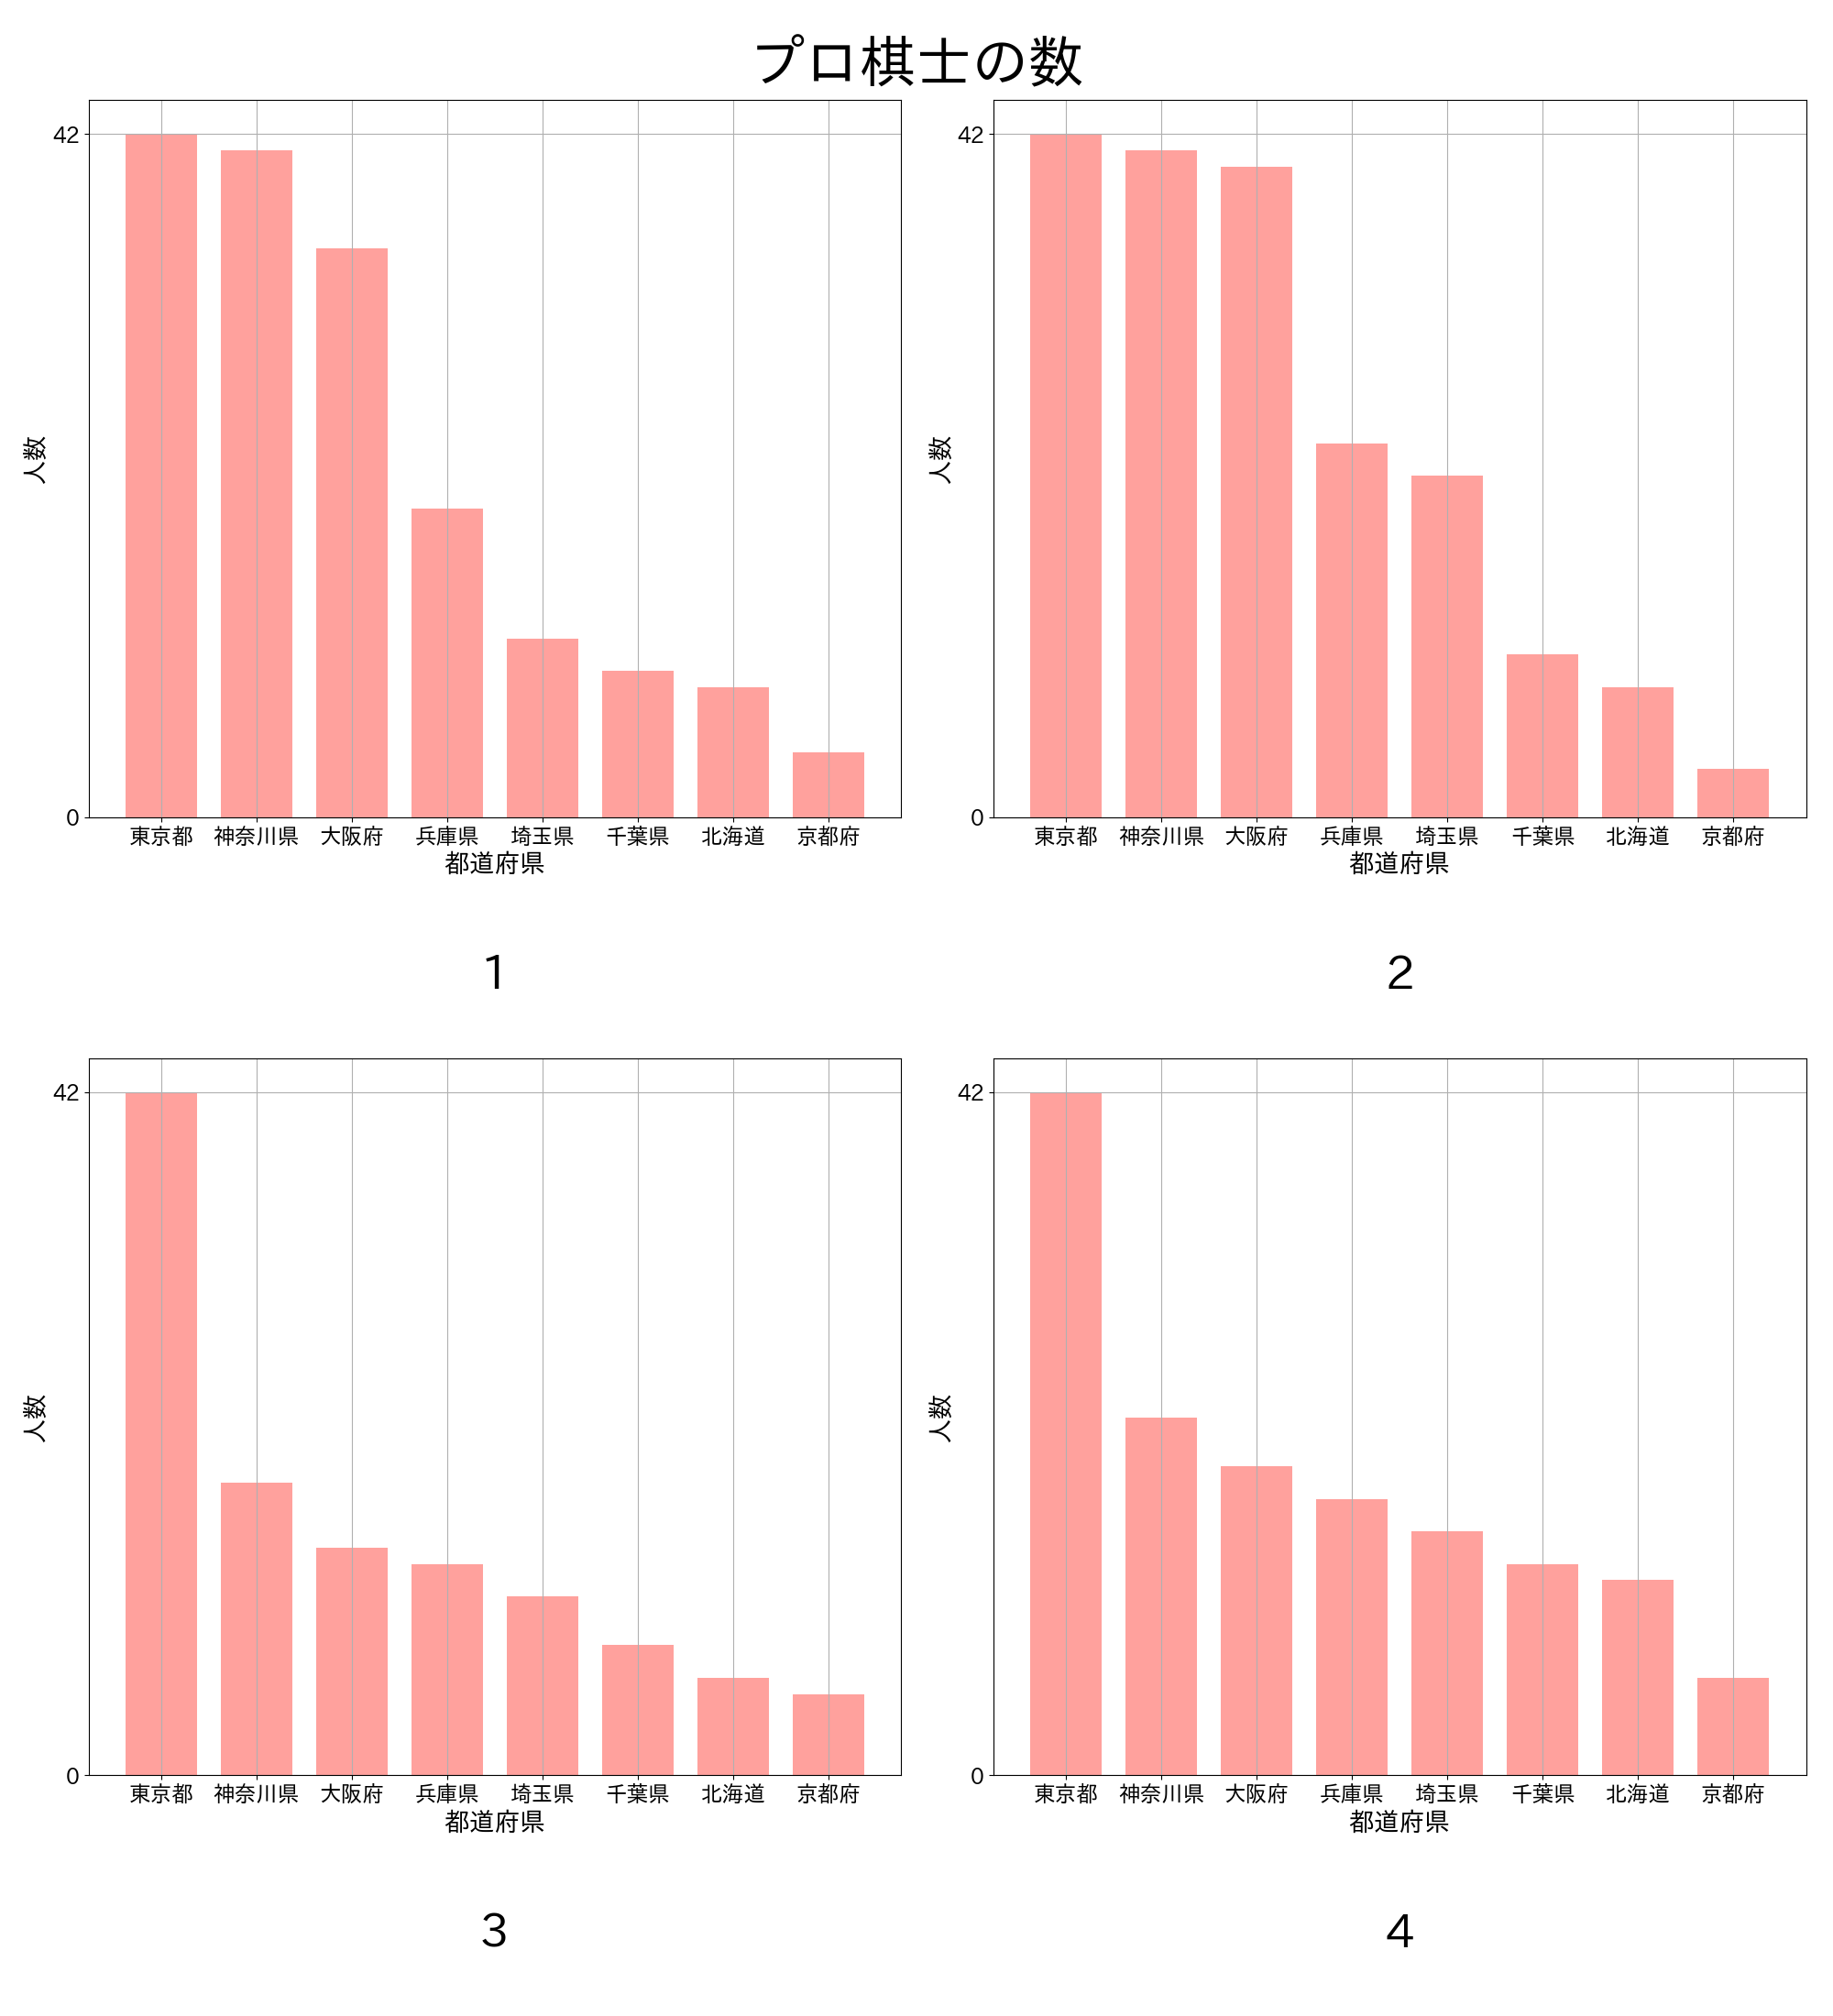 プロ棋士の数
42
0
人数
東京都 神奈川県 大阪府 兵庫県 埼玉県 千葉県 北海道 京都府
都道府県
1
42
0
人数
東京都 神奈川県 大阪府 兵庫県 埼玉県 千葉県 北海道 京都府
都道府県
2
42
0
人数
東京都 神奈川県 大阪府 兵庫県 埼玉県 千葉県 北海道 京都府
都道府県
3
42
0
人数
東京都 神奈川県 大阪府 兵庫県 埼玉県 千葉県 北海道 京都府
都道府県
4